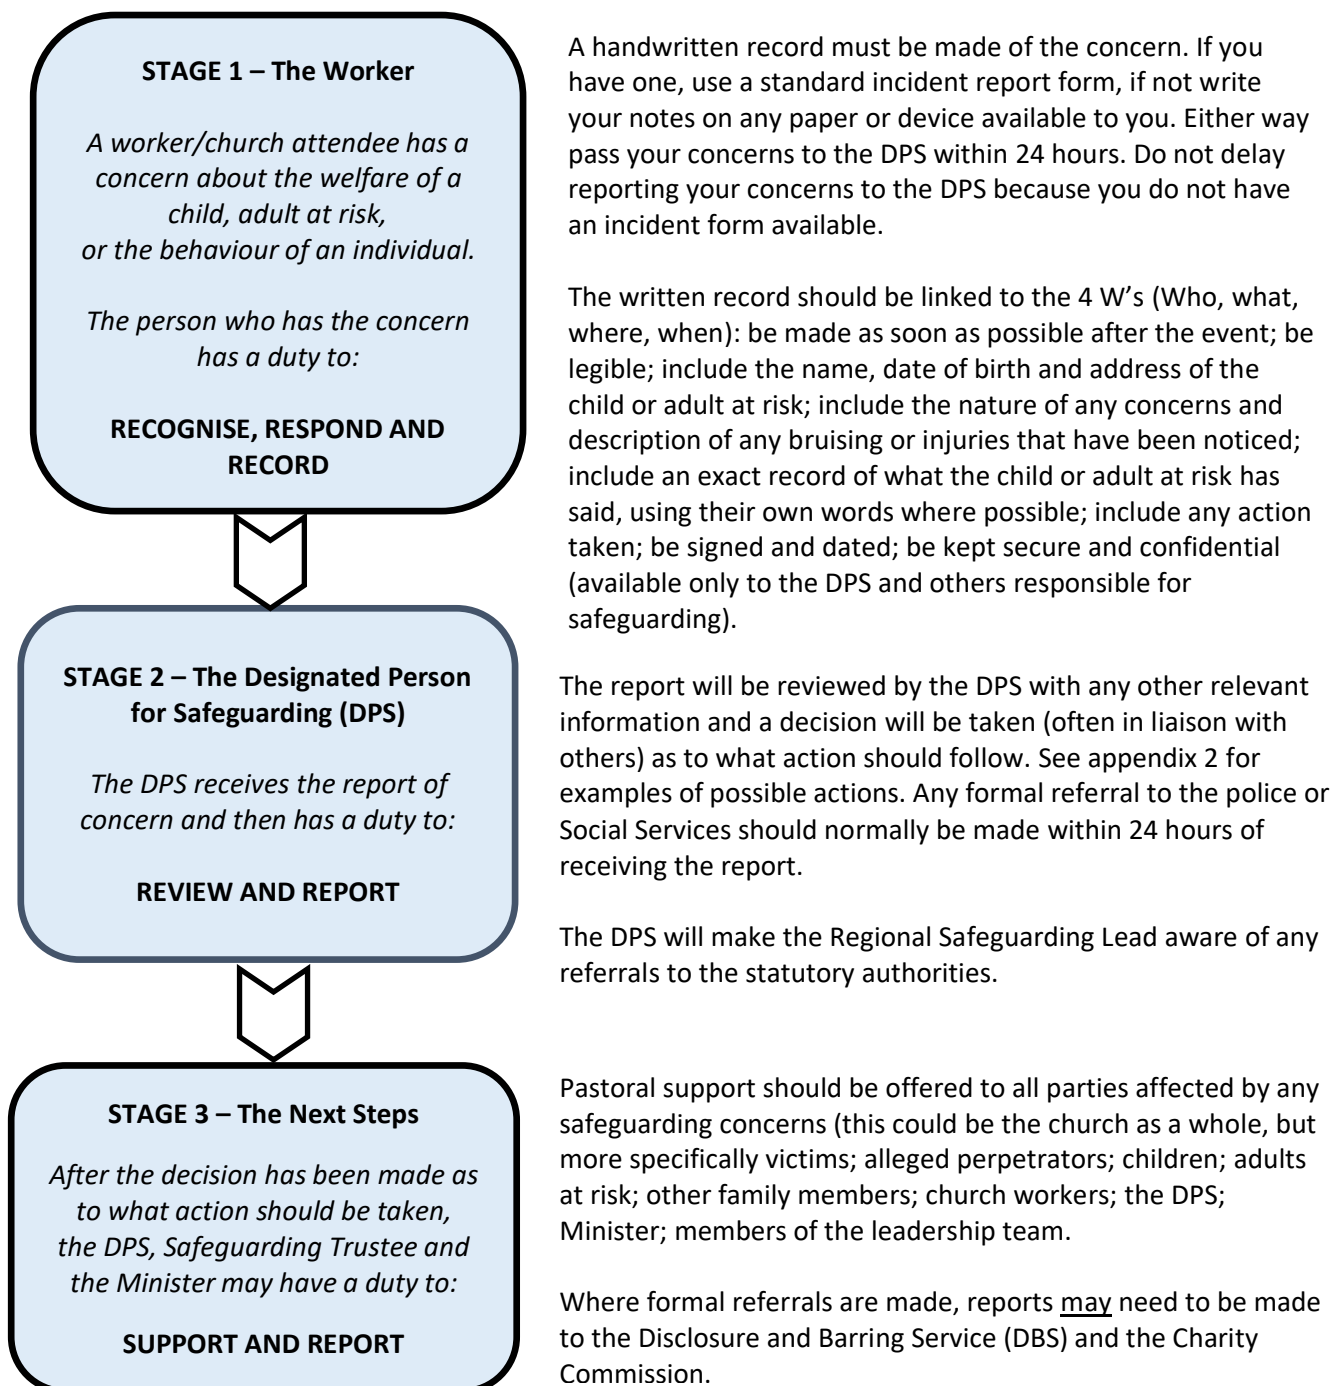 STAGE 1 – The Worker
A worker/church attendee has a
concern about the welfare of a
child, adult at risk,
or the behaviour of an individual.
The person who has the concern
has a duty to:
RECOGNISE, RESPOND AND
RECORD
A handwritten record must be made of the concern. If you
have one, use a standard incident report form, if not write
your notes on any paper or device available to you. Either way
pass your concerns to the DPS within 24 hours. Do not delay
reporting your concerns to the DPS because you do not have
an incident form available.
The written record should be linked to the 4 W’s (Who, what,
where, when): be made as soon as possible after the event; be
legible; include the name, date of birth and address of the
child or adult at risk; include the nature of any concerns and
description of any bruising or injuries that have been noticed;
include an exact record of what the child or adult at risk has
said, using their own words where possible; include any action
taken; be signed and dated; be kept secure and confidential
(available only to the DPS and others responsible for
safeguarding).
STAGE 2 – The Designated Person
for Safeguarding (DPS)
The DPS receives the report of
concern and then has a duty to:
REVIEW AND REPORT
The report will be reviewed by the DPS with any other relevant
information and a decision will be taken (often in liaison with
others) as to what action should follow. See appendix 2 for
examples of possible actions. Any formal referral to the police or
Social Services should normally be made within 24 hours of
receiving the report.
The DPS will make the Regional Safeguarding Lead aware of any
referrals to the statutory authorities.
STAGE 3 – The Next Steps
After the decision has been made as
to what action should be taken,
the DPS, Safeguarding Trustee and
the Minister may have a duty to:
SUPPORT AND REPORT
Pastoral support should be offered to all parties affected by any
safeguarding concerns (this could be the church as a whole, but
more specifically victims; alleged perpetrators; children; adults
at risk; other family members; church workers; the DPS;
Minister; members of the leadership team.
Where formal referrals are made, reports may need to be made
to the Disclosure and Barring Service (DBS) and the Charity
Commission.